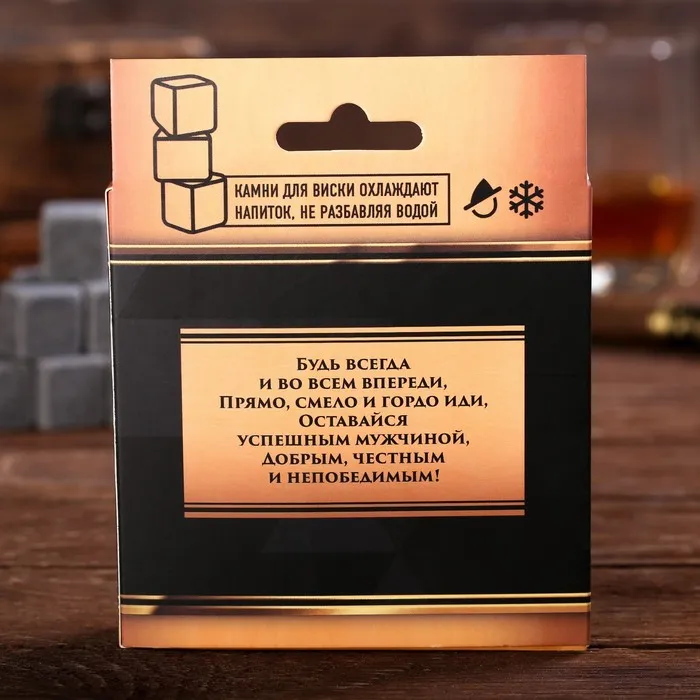 КАМНИ ДЛЯ ВИСКИ ОХЛАЖДАЮТ
НАПИТОК, НЕ РАЗБАВЛЯЯ ВОДОЙ
Будь всегда
и во всем впереди,
Прямо, смело и гордо иди,
Оставайся
успешным мужчиной,
Добрым, честным
и непобедимым!